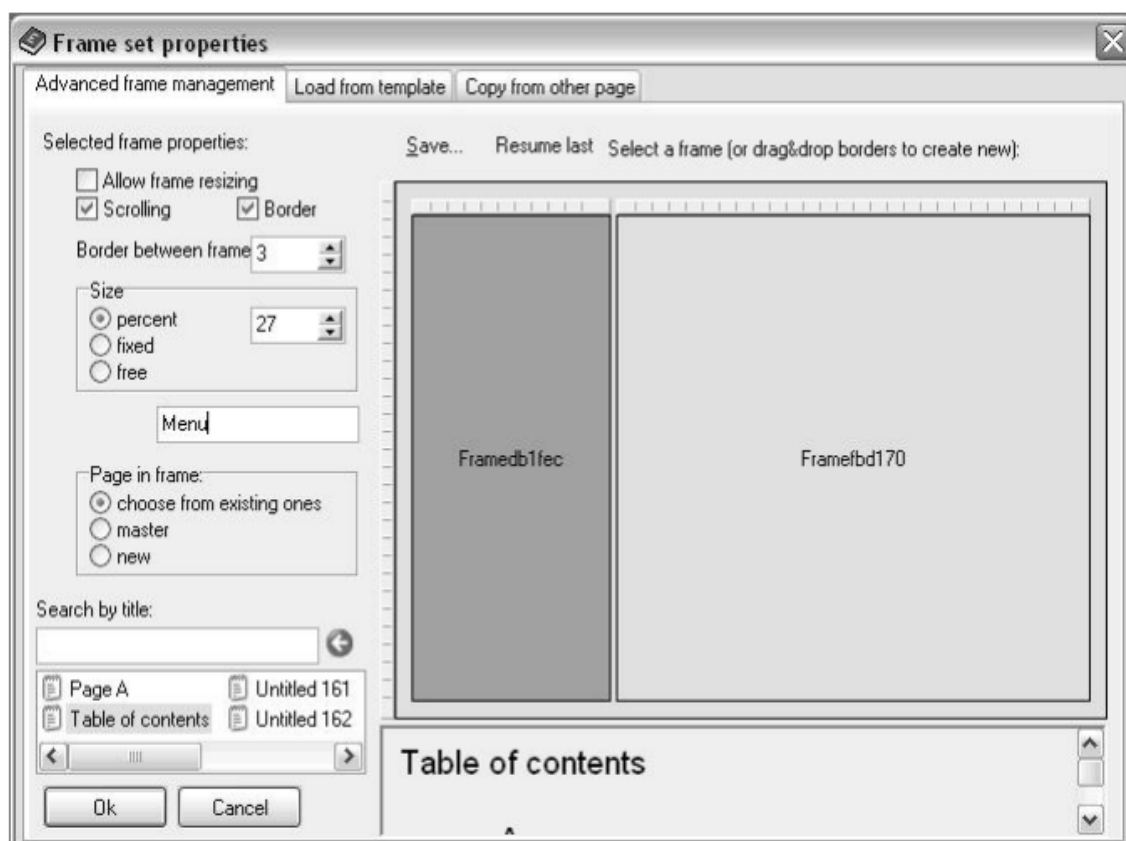 Frame set properties
Advanced frame management Load from template Copy from other page
Selected frame properties:
Save... Resume last Select a frame (or drag&drop borders to create new):
Allow frame resizing
Scrolling Border
Border between frame 3
Size
percent 27
fixed
free
Menu
Framedb1fec Framefbd170
Page in frame:
choose from existing ones
master
new
Search by title:
Page A Untitled 161
Table of contents Untitled 162
Table of contents
Ok Cancel